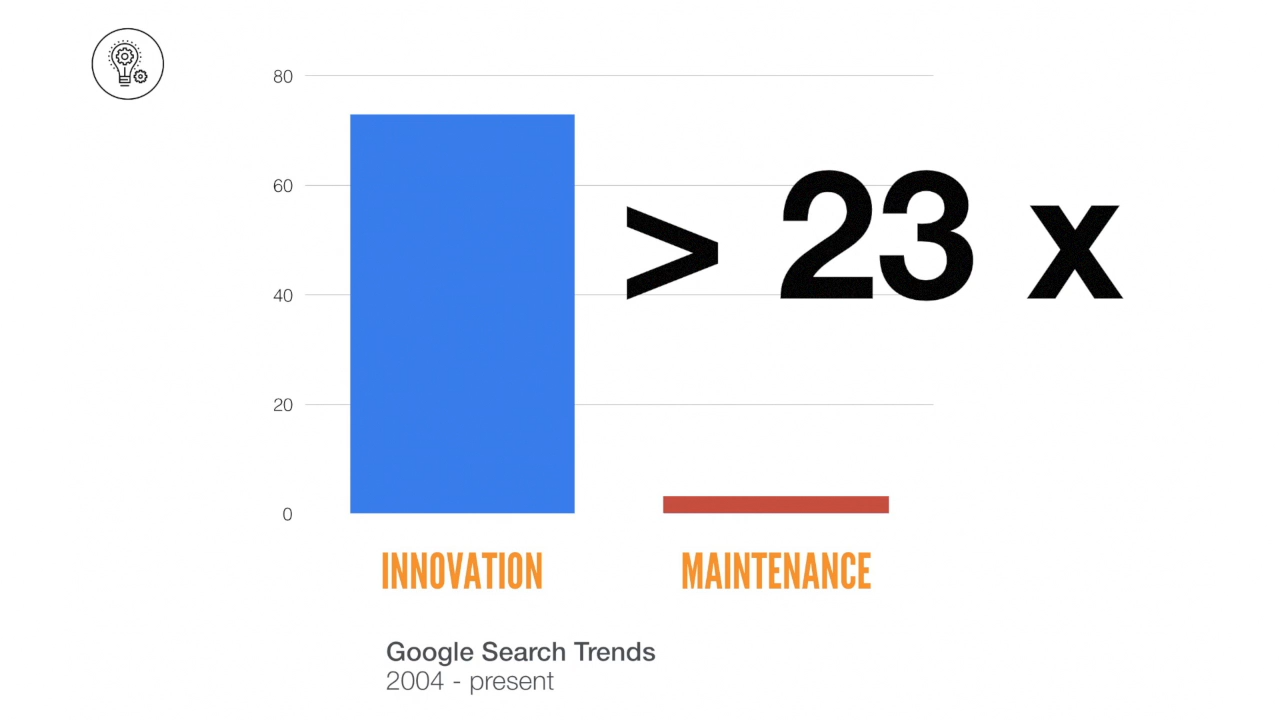 80
60
40
20
0
> 23 x
INNOVATION
MAINTENANCE
Google Search Trends
2004 - present